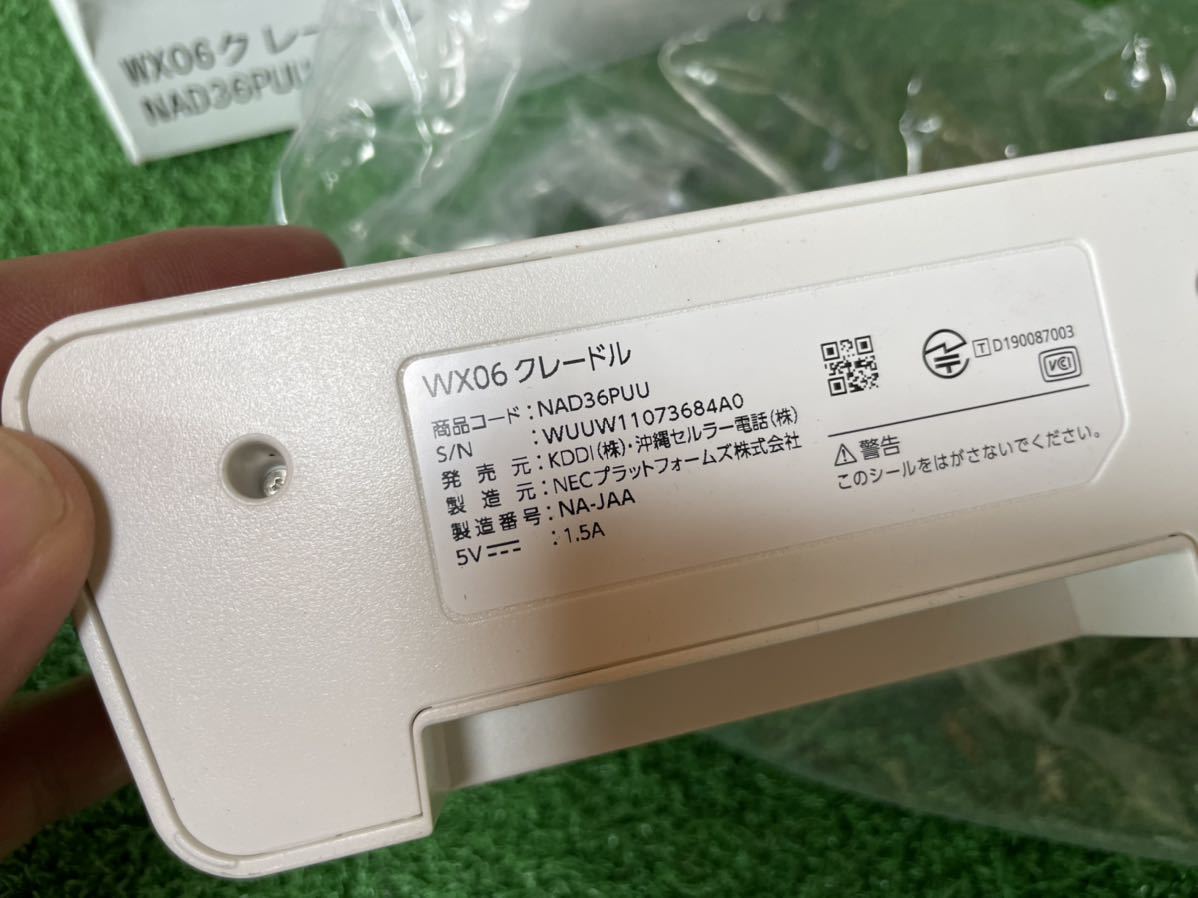 WX06ク レー
NAD36PUU
WX06 クレードル
商品コード : NAD36PUU
S/N : WUUW11073684A0
発売元 : KDDI(株)・沖縄セルラー電話(株)
製造元 : NECプラットフォームズ株式会社
製造番号 : NA-JAA
5V : 1.5A
T D190087003
VCI
警告
このシールをはがさないでください。